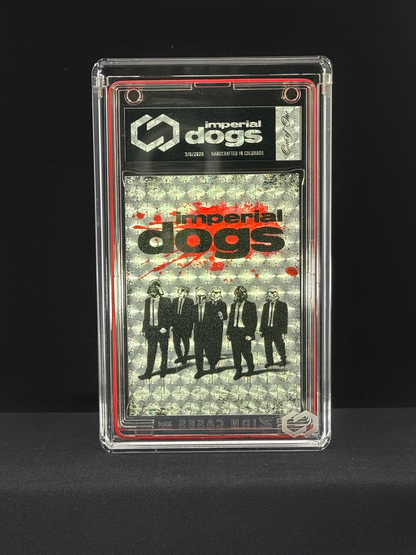 imperial
dogs
3/6/2026 HANDCRAFTED IN COLORADO
imperial
dogs